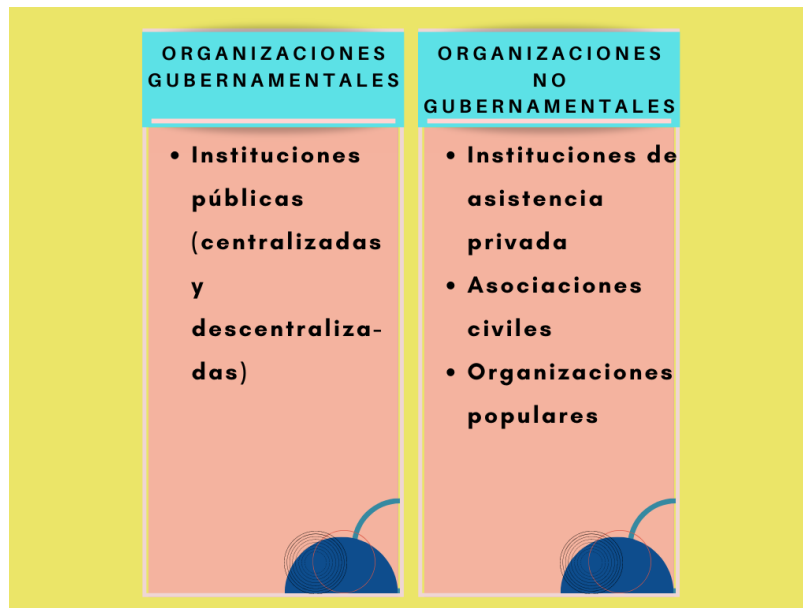 ORGANIZACIONES
GUBERNAMENTALES
• Instituciones
públicas
(centralizadas
y
descentraliza-
das)
ORGANIZACIONES
NO
GUBERNAMENTALES
• Instituciones de
asistencia
privada
• Asociaciones
civiles
• Organizaciones
populares